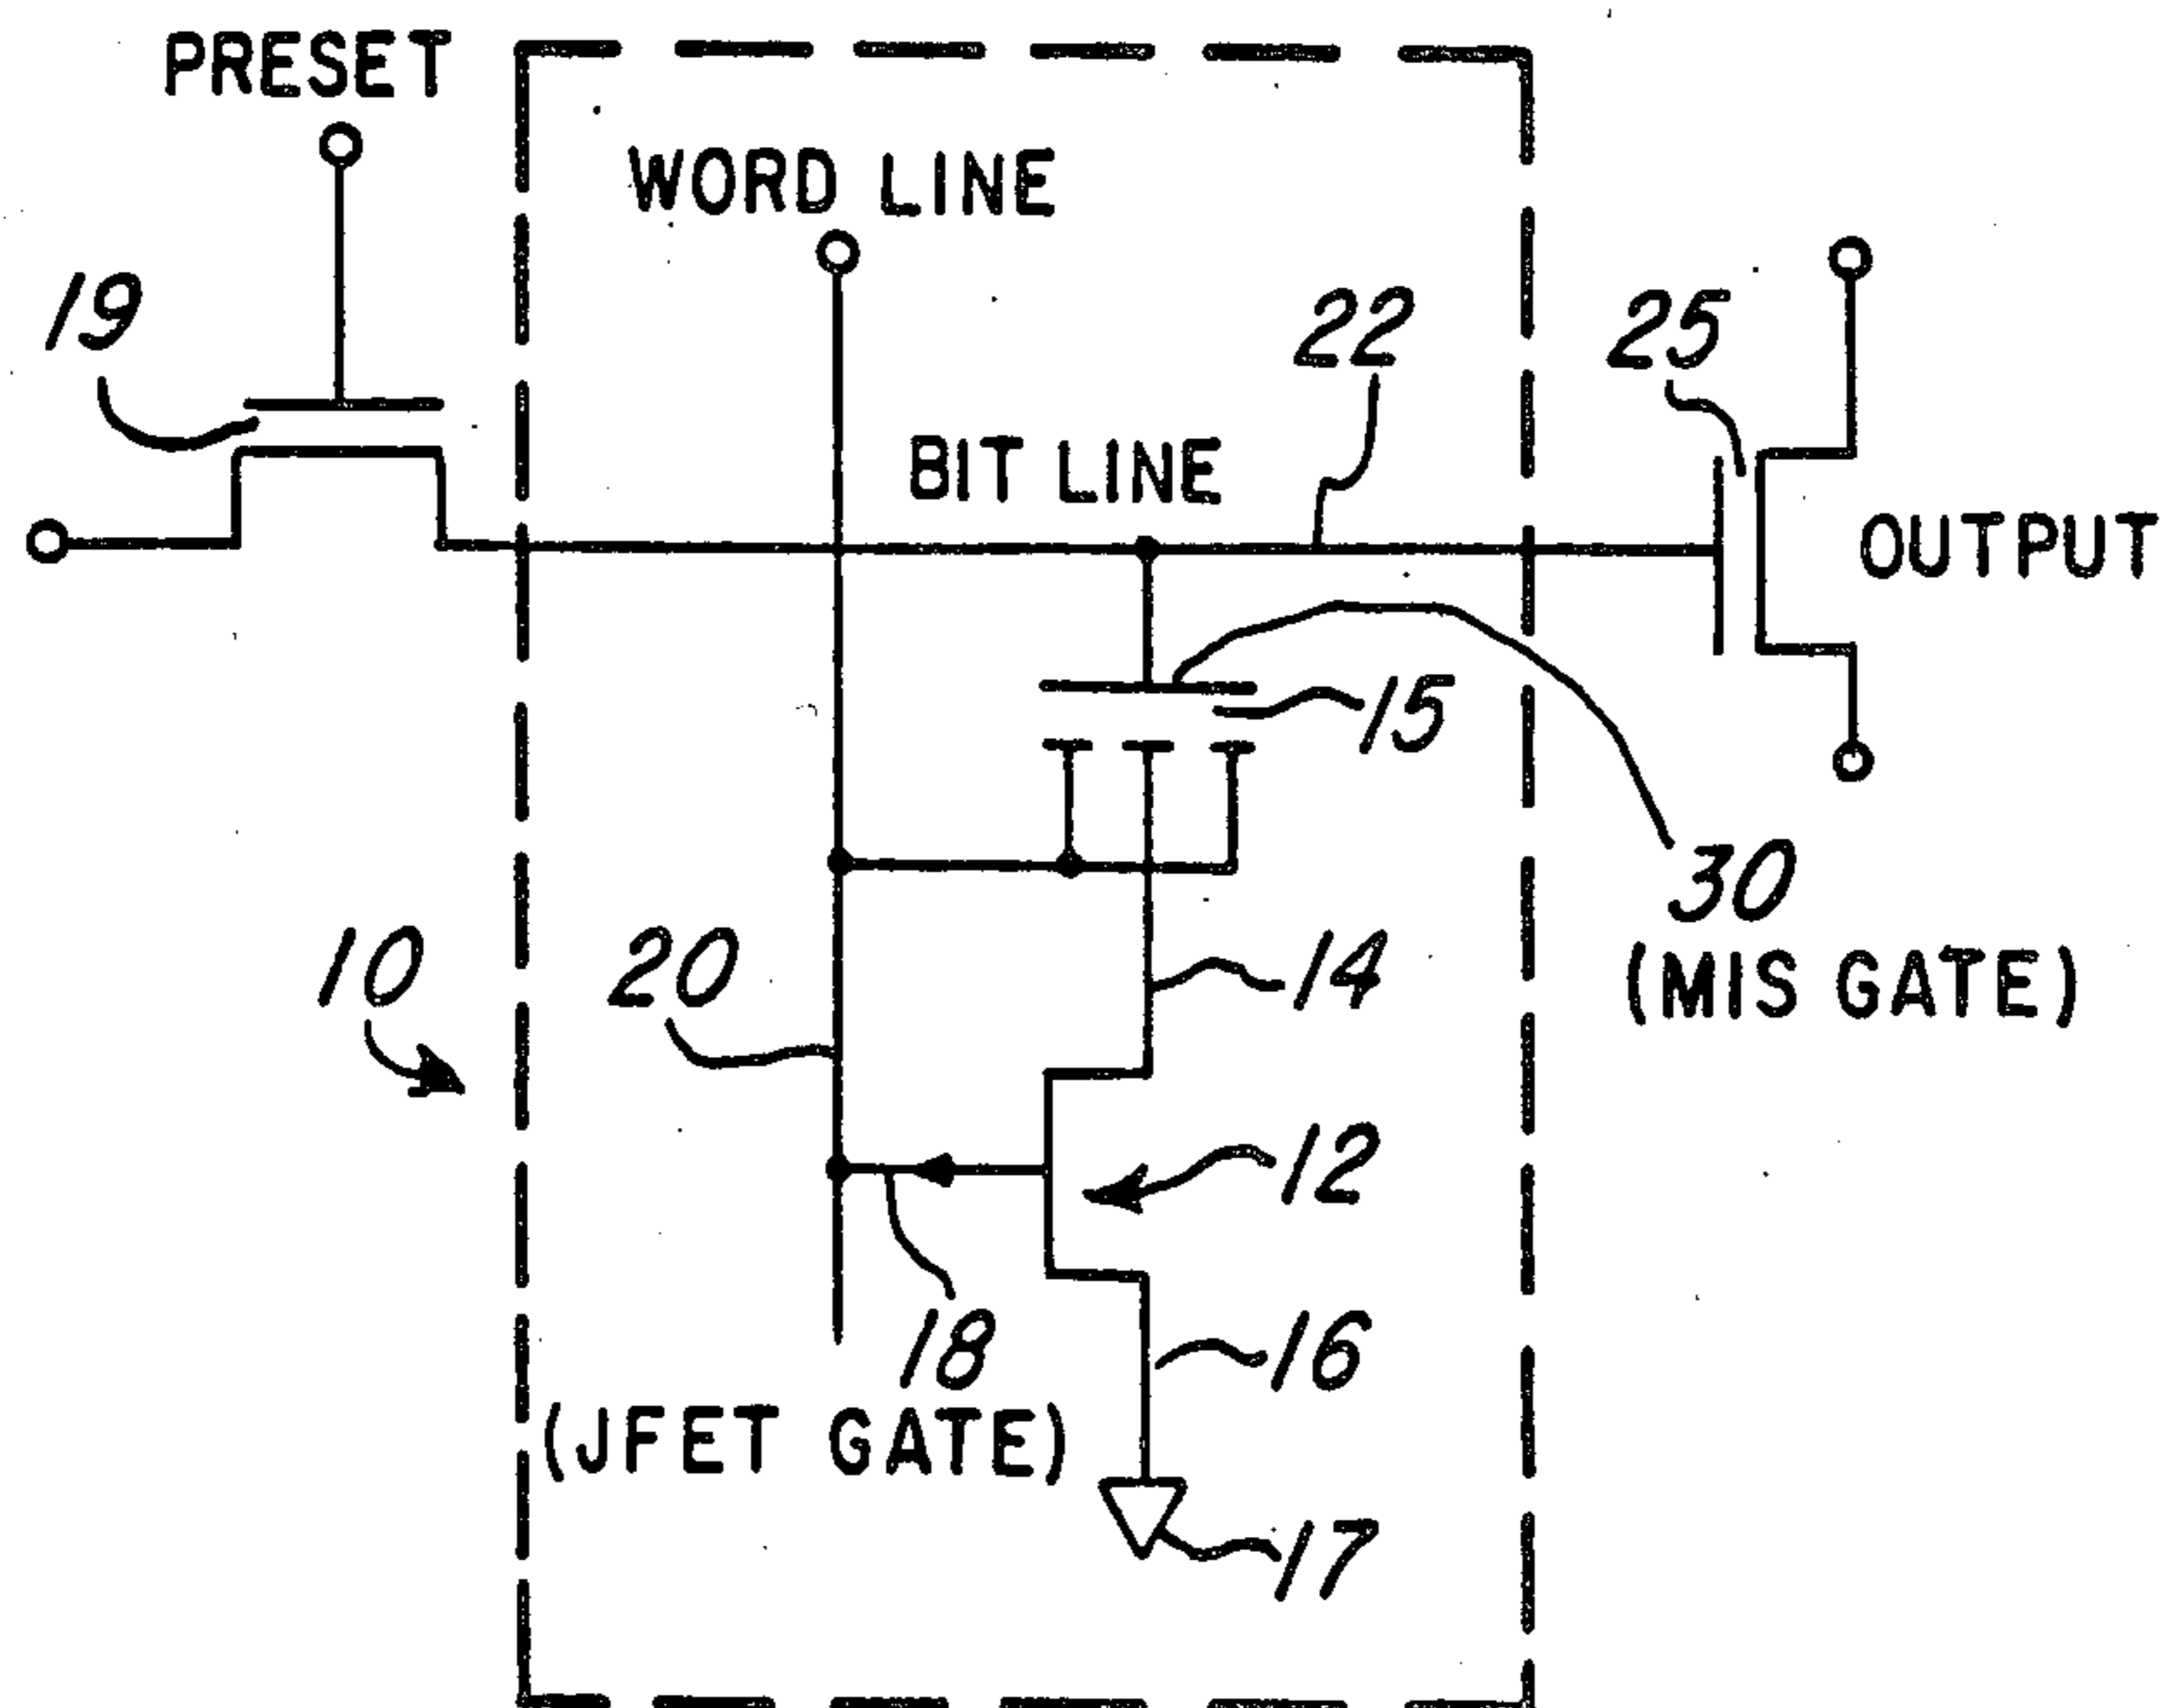 PRESET
WORD LINE
19
22
25
BIT LINE
OUTPUT
15
30
(MIS GATE)
10
20
14
12
18
(JFET GATE)
16
17